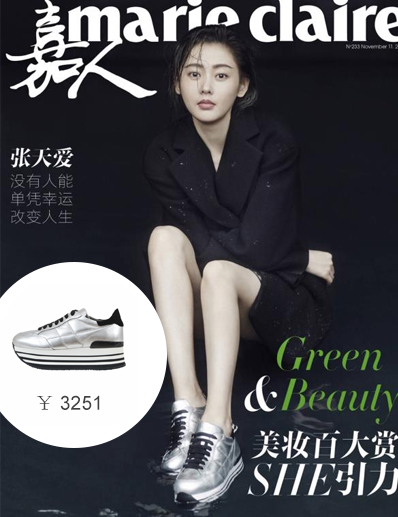 嘉人
marie claire
N°233 November 11.2
张天爱
没有人能
单凭幸运
改变人生
￥ 3251
Green
& Beauty
美妆百大赏
SHE引力